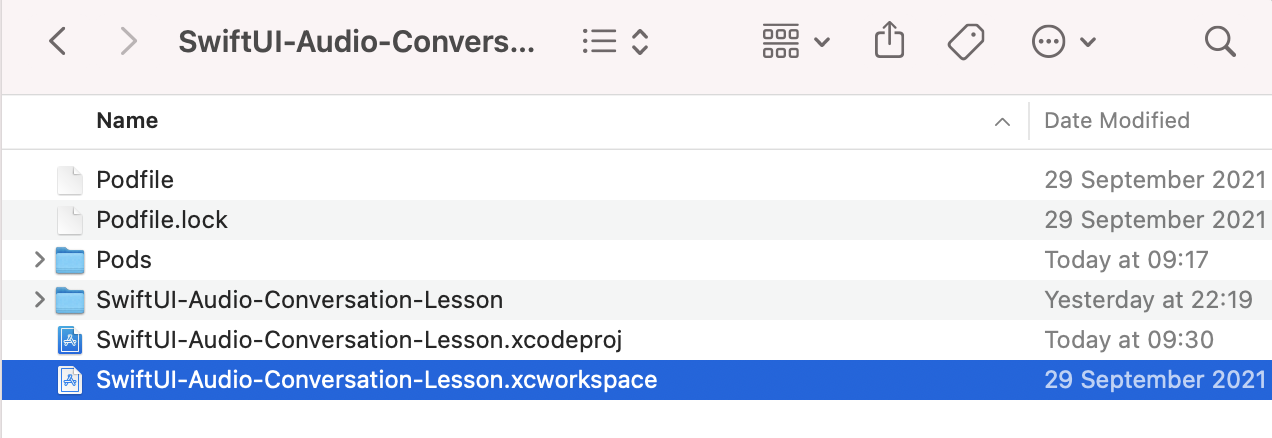 SwiftUI-Audio-Convers...
Name Date Modified
Podfile 29 September 2021
Podfile.lock 29 September 2021
Pods Today at 09:17
SwiftUI-Audio-Conversation-Lesson Yesterday at 22:19
SwiftUI-Audio-Conversation-Lesson.xcodeproj Today at 09:30
SwiftUI-Audio-Conversation-Lesson.xcworkspace 29 September 2021